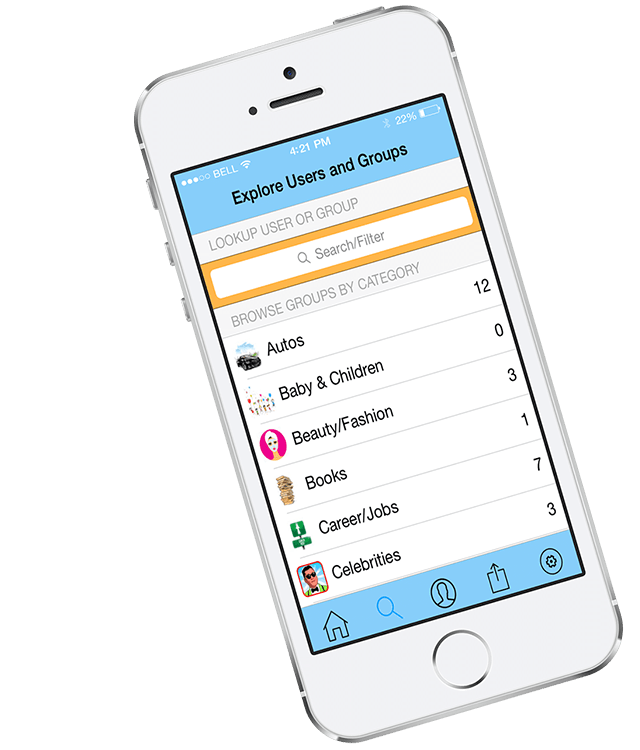 BELL 4:21 PM 22%
Explore Users and Groups
LOOKUP USER OR GROUP
Search/Filter
BROWSE GROUPS BY CATEGORY
Autos 12
Baby & Children 0
Beauty/Fashion 3
Books 1
Career/Jobs 7
Celebrities 3